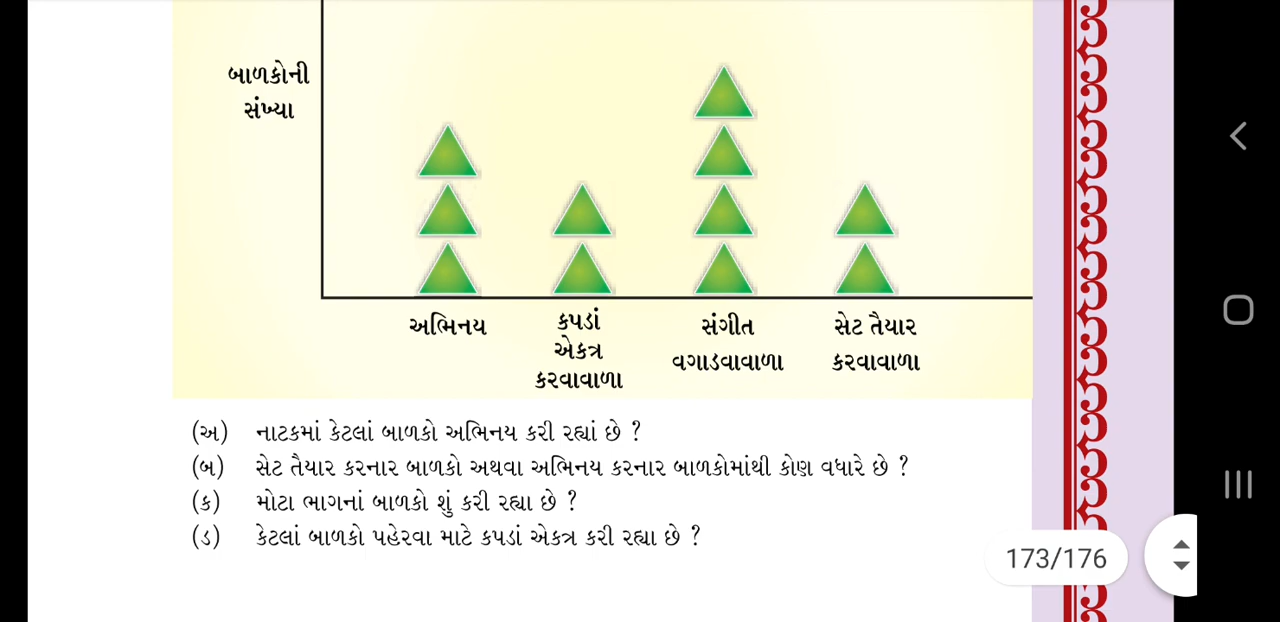 બાળકોની
સંખ્યા
અભિનય
કપડાં
એકત્ર
કરવાવાળા
સંગીત
વગાડવાવાળા
સેટ તૈયાર
કરવાવાળા
(અ) નાટકમાં કેટલાં બાળકો અભિનય કરી રહ્યાં છે ?
(બ) સેટ તૈયાર કરનાર બાળકો અથવા અભિનય કરનાર બાળકોમાંથી કોણ વધારે છે ?
(ક) મોટા ભાગનાં બાળકો શું કરી રહ્યા છે ?
(ડ) કેટલાં બાળકો પહેરવા માટે કપડાં એકત્ર કરી રહ્યા છે ?
173/176